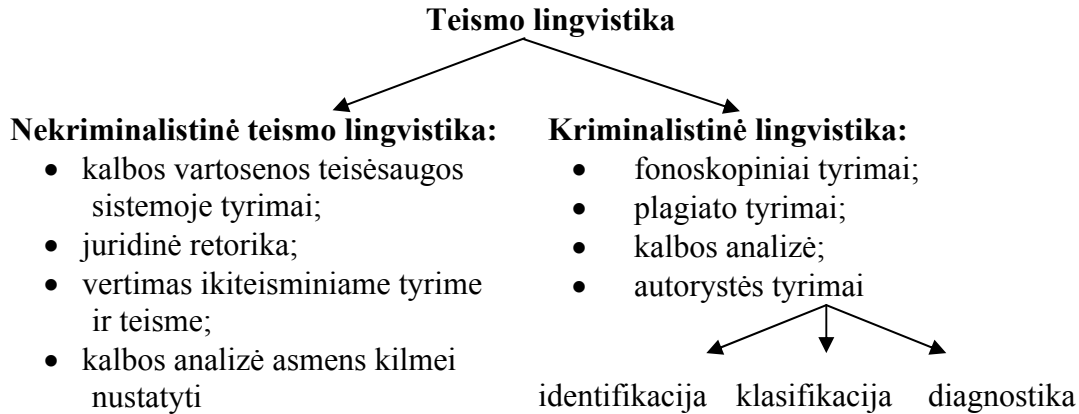 Teismo lingvistika
Nekriminalistinė teismo lingvistika:
• kalbos vartosenos teisėsaugos
sistemoje tyrimai;
• juridinė retorika;
• vertimas ikiteisminiame tyrime
ir teisme;
• kalbos analizė asmens kilmei
nustatyti
Kriminalistinė lingvistika:
• fonoskopiniai tyrimai;
• plagiato tyrimai;
• kalbos analizė;
• autorystės tyrimai
identifikacija klasifikacija diagnostika